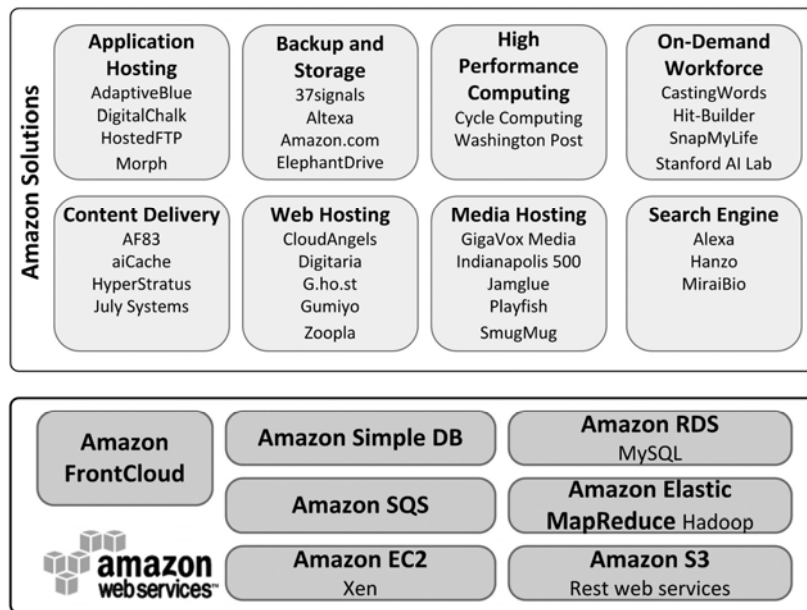 Amazon Solutions
Application
Hosting
AdaptiveBlue
DigitalChalk
HostedFTP
Morph
Backup and
Storage
37signals
Altexa
Amazon.com
ElephantDrive
High
Performance
Computing
Cycle Computing
Washington Post
On-Demand
Workforce
CastingWords
Hit-Builder
SnapMyLife
Stanford AI Lab
Content Delivery
AF83
aiCache
HyperStratus
July Systems
Web Hosting
CloudAngels
Digitaria
G.ho.st
Gumiyo
Zoopla
Media Hosting
GigaVox Media
Indianapolis 500
Jamglue
Playfish
SmugMug
Search Engine
Alexa
Hanzo
MiraiBio
Amazon
FrontCloud
Amazon Simple DB
Amazon RDS
MySQL
Amazon SQS
Amazon Elastic
MapReduce Hadoop
amazon
webservices™
Amazon EC2
Xen
Amazon S3
Rest web services